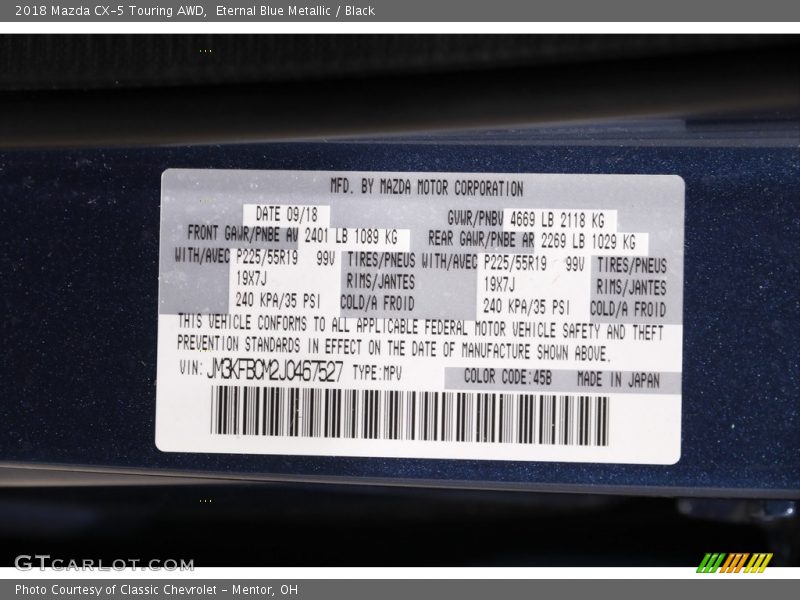 2018 Mazda CX-5 Touring AWD, Eternal Blue Metallic / Black
MFD. BY MAZDA MOTOR CORPORATION
DATE 09/18 GVWR/PNBV 4669 LB 2118 KG
FRONT GAWR/PNBE AV 2401 LB 1089 KG REAR GAWR/PNBE AR 2269 LB 1029 KG
WITH/AVEC P225/55R19 99V TIRES/PNEUS WITH/AVEC P225/55R19 99V TIRES/PNEUS
19X7J RIMS/JANTES 19X7J RIMS/JANTES
240 KPA/35 PSI COLD/A FROID 240 KPA/35 PSI COLD/A FROID
THIS VEHICLE CONFORMS TO ALL APPLICABLE FEDERAL MOTOR VEHICLE SAFETY AND THEFT
PREVENTION STANDARDS IN EFFECT ON THE DATE OF MANUFACTURE SHOWN ABOVE.
VIN: JM3KFBCM2J0467527 TYPE:MPV COLOR CODE:45B MADE IN JAPAN
GTCARLOT.COM
Photo Courtesy of Classic Chevrolet - Mentor, OH